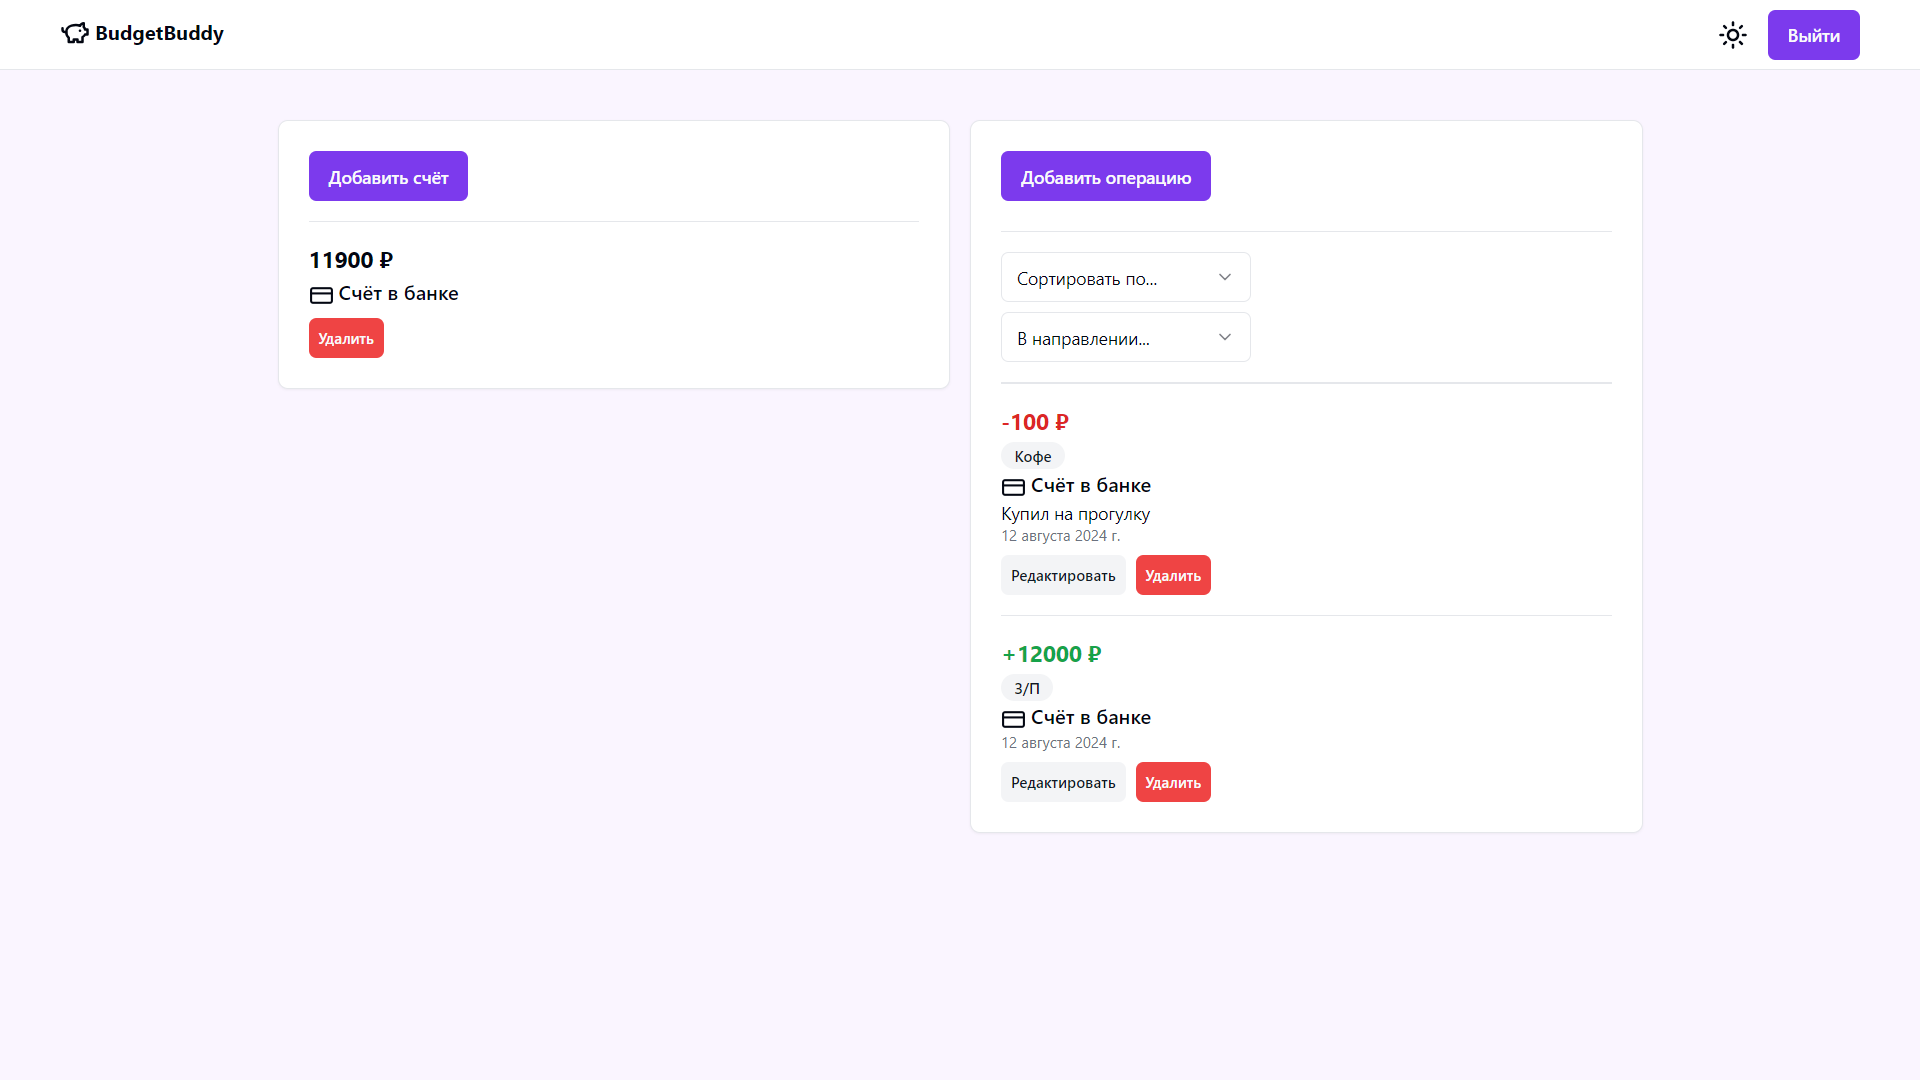 BudgetBuddy
Выйти
Добавить счёт
11900 ₽
Счёт в банке
Удалить
Добавить операцию
Сортировать по...
В направлении...
-100 ₽
Кофе
Счёт в банке
Купил на прогулку
12 августа 2024 г.
Редактировать Удалить
+12000 ₽
З/П
Счёт в банке
12 августа 2024 г.
Редактировать Удалить